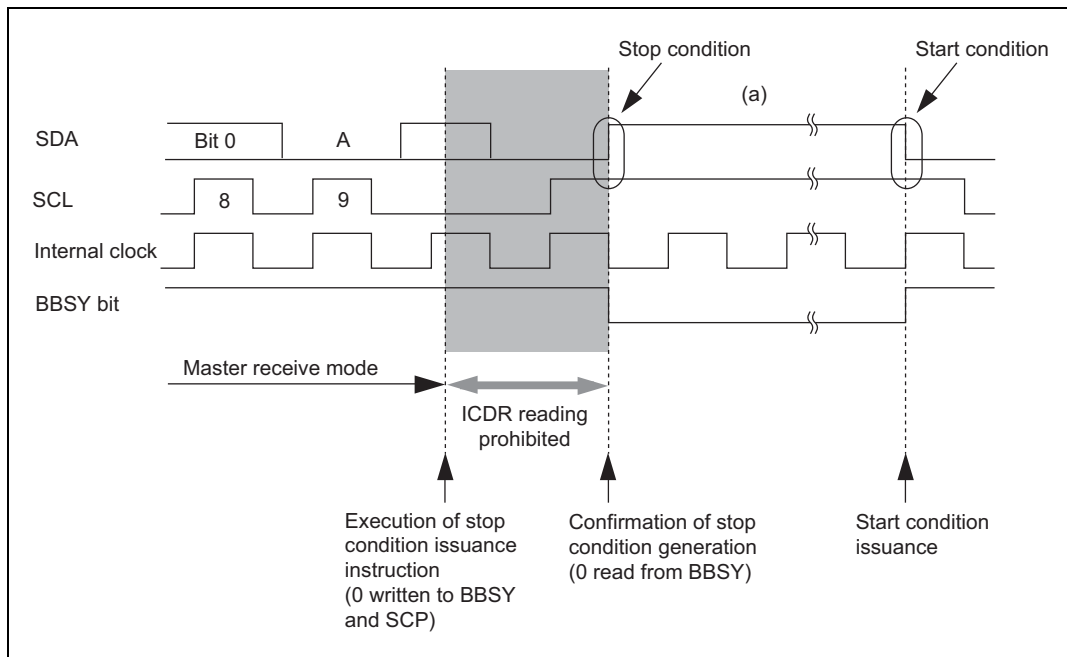 Stop condition
Start condition
(a)
SDA
Bit 0
A
SCL
8
9
Internal clock
BBSY bit
Master receive mode
ICDR reading
prohibited
Execution of stop
condition issuance
instruction
(0 written to BBSY
and SCP)
Confirmation of stop
condition generation
(0 read from BBSY)
Start condition
issuance